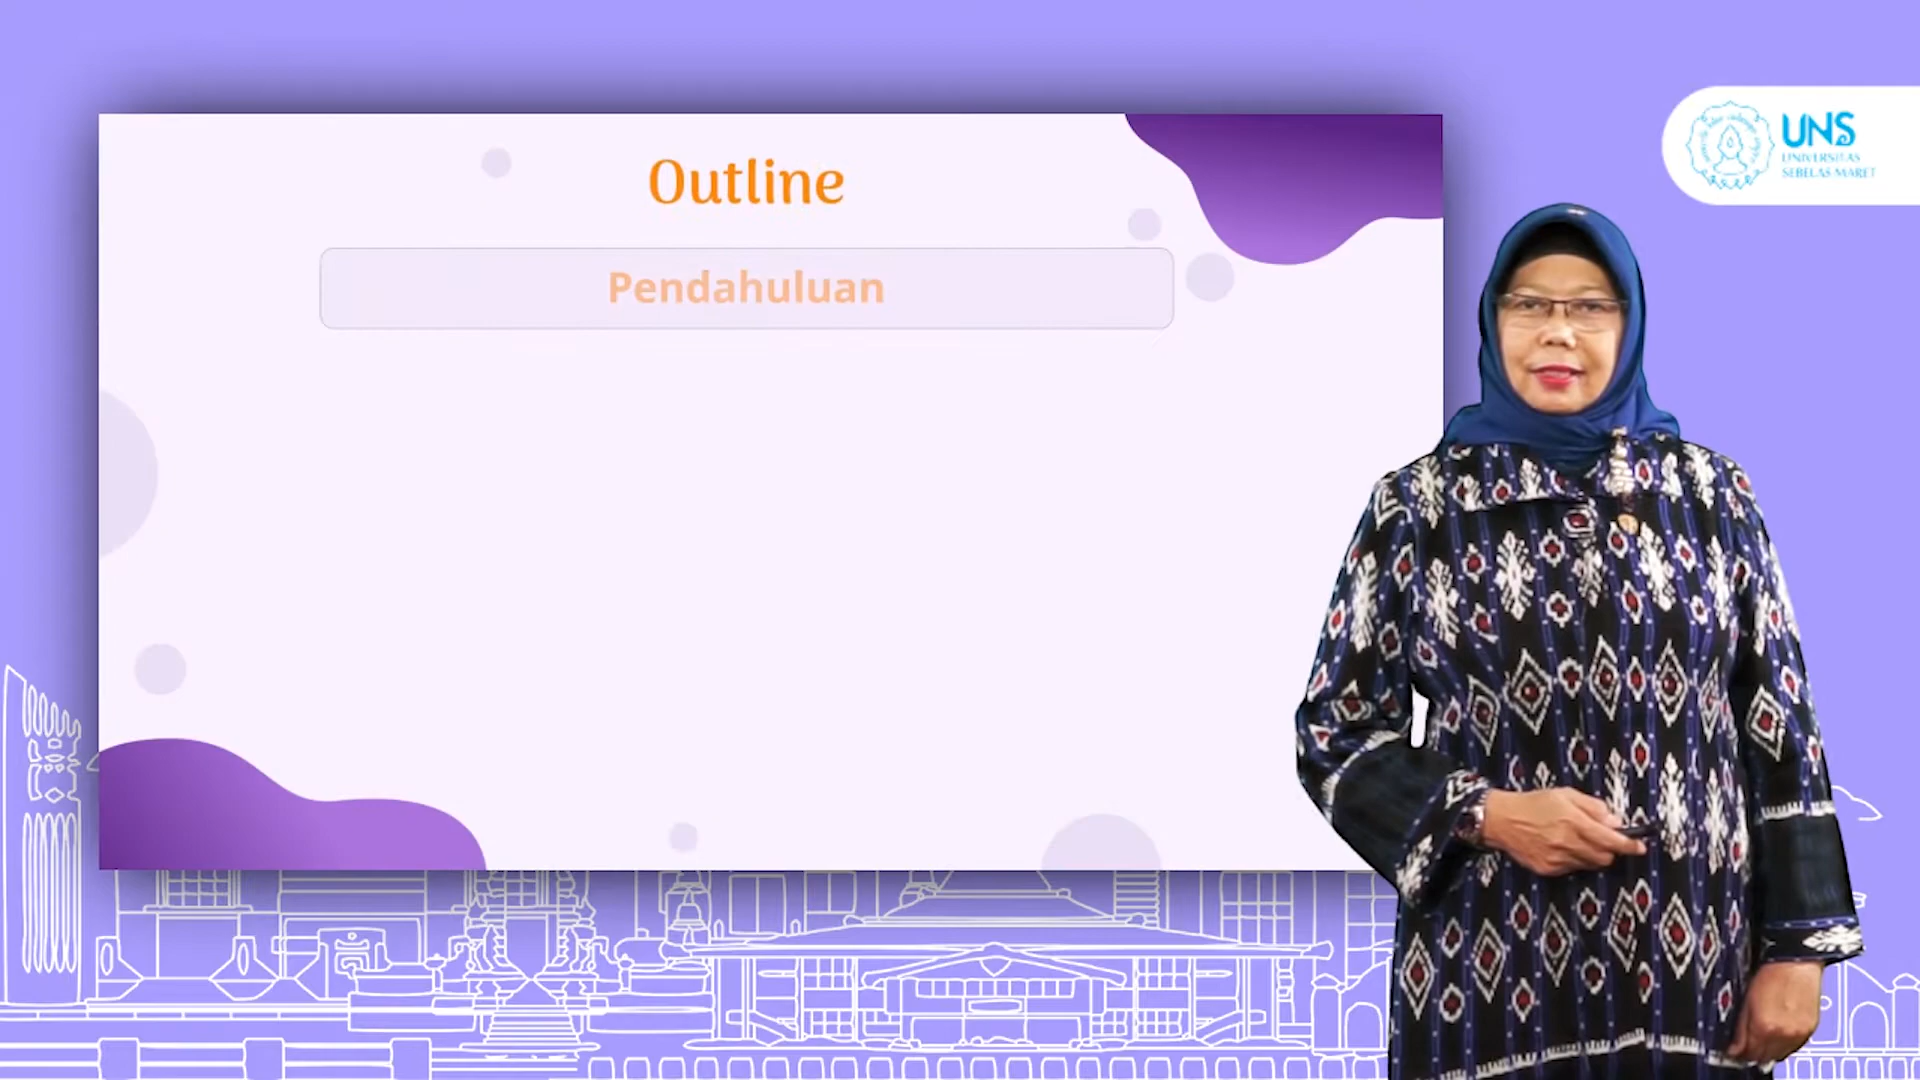 Outline
Pendahuluan
UNS
UNIVERSITAS
SEBELAS MARET